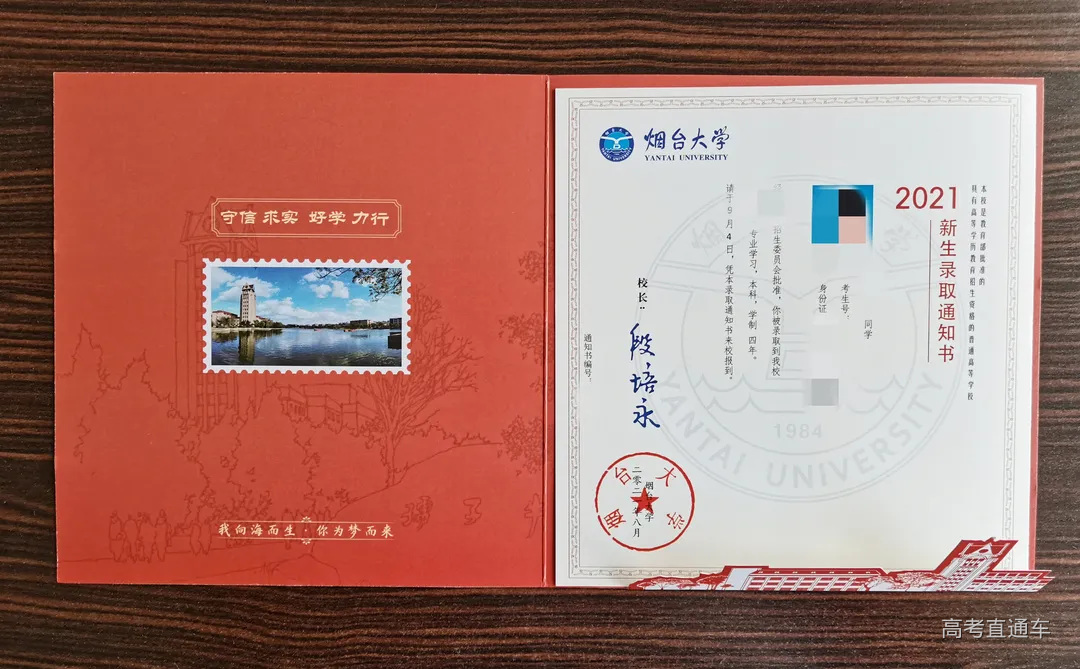 守信 求实 好学 力行
我向海而生·你为梦而来
烟台大学
YANTAI UNIVERSITY
本校是教育部批准的
具有高等学历教育招生资格的普通高等学校
2021
新生录取通知书
同学
考生号:
身份证
招生委员会批准,你被录取到我校
专业学习,本科,学制 四年。
请于9月4日,凭本录取通知书来校报到。
校长:
段培永
通知书编号:
烟台大学
烟台大学
二零二一年八月
1984
YANTAI UNIVERSITY
高考直通车